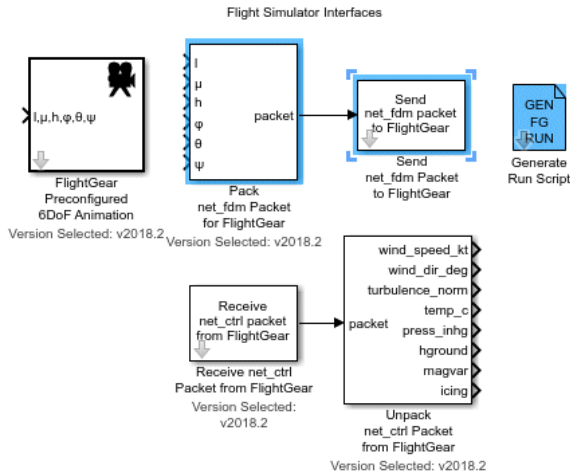 Flight Simulator Interfaces
l,μ,h,φ,θ,ψ
FlightGear
Preconfigured
6DoF Animation
Version Selected: v2018.2
l
μ
h
φ
θ
ψ
packet
Pack
net_fdm Packet
for FlightGear
Version Selected: v2018.2
Send
net_fdm packet
to FlightGear
Send
net_fdm Packet
to FlightGear
GEN
FG
RUN
Generate
Run Script
Receive
net_ctrl packet
from FlightGear
Receive net_ctrl
Packet from FlightGear
Version Selected:
v2018.2
packet
wind_speed_kt
wind_dir_deg
turbulence_norm
temp_c
press_inhg
hground
magvar
icing
Unpack
net_ctrl Packet
from FlightGear
Version Selected: v2018.2